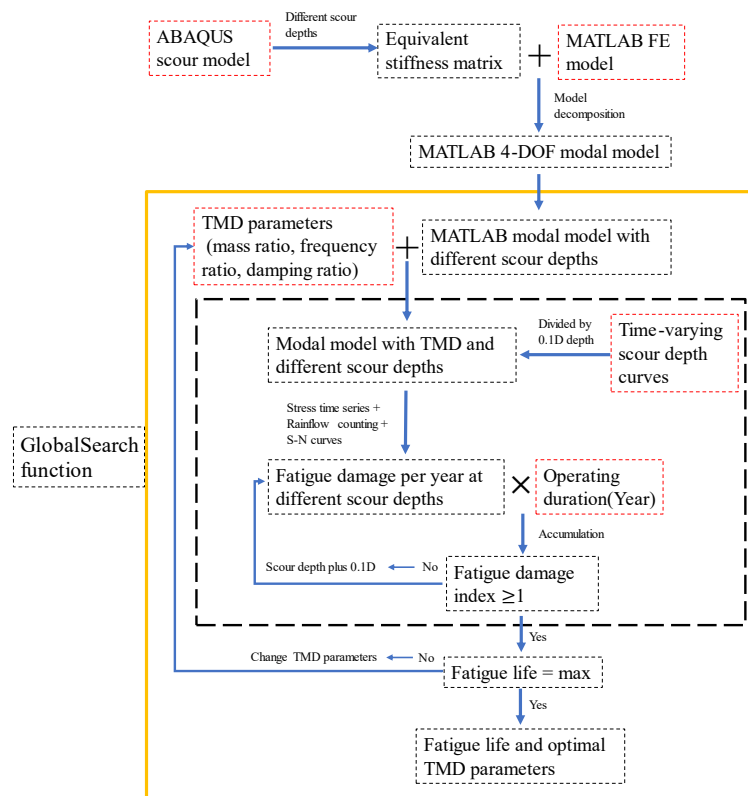 ABAQUS
scour model
Different scour
depths
Equivalent
stiffness matrix
+
MATLAB FE
model
Model
decomposition
MATLAB 4-DOF modal model
TMD parameters
(mass ratio, frequency
ratio, damping ratio)
+
MATLAB modal model with
different scour depths
Modal model with TMD and
different scour depths
Divided by
0.1D depth
Time-varying
scour depth
curves
Stress time series +
Rainflow counting +
S-N curves
GlobalSearch
function
Fatigue damage per year at
different scour depths
×
Operating
duration(Year)
Accumulation
Scour depth plus 0.1D
No
Fatigue damage
index ≥1
Yes
Change TMD parameters
No
Fatigue life = max
Yes
Fatigue life and optimal
TMD parameters